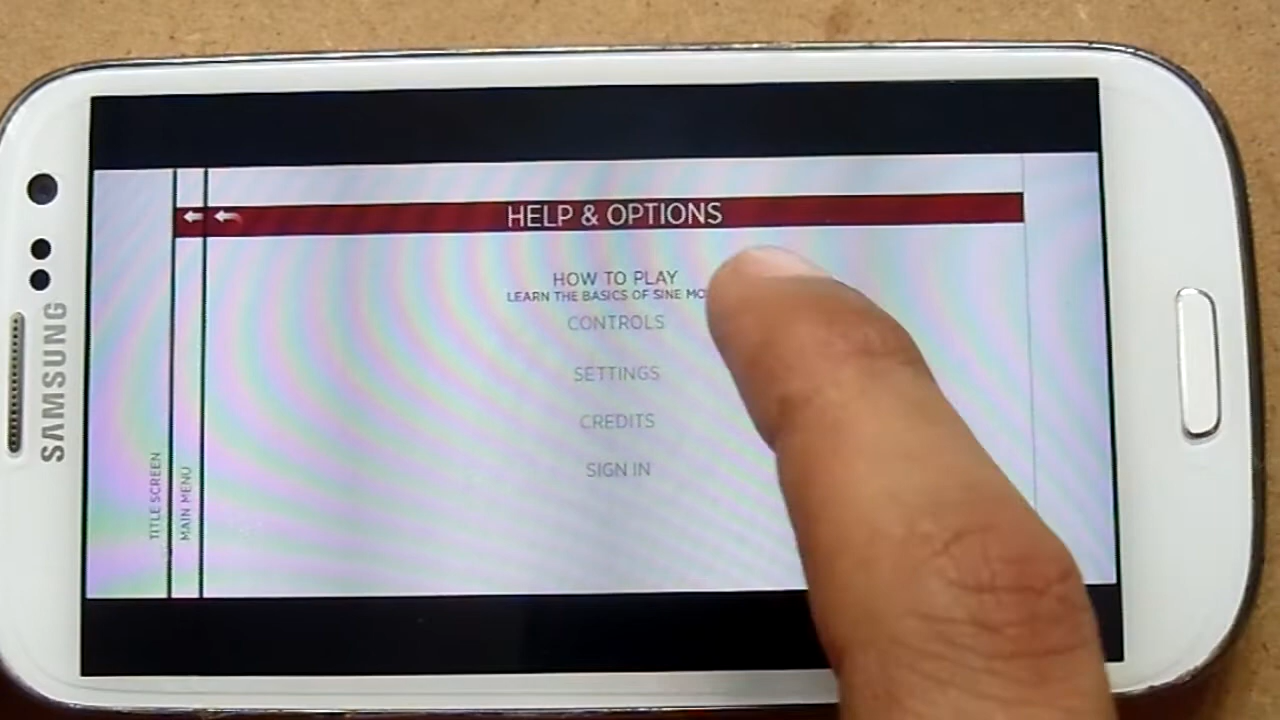 HELP & OPTIONS
HOW TO PLAY
LEARN THE BASICS OF SINE
CONTROLS
SETTINGS
CREDITS
SIGN IN
TITLE SCREEN
MAIN MENU
SAMSUNG